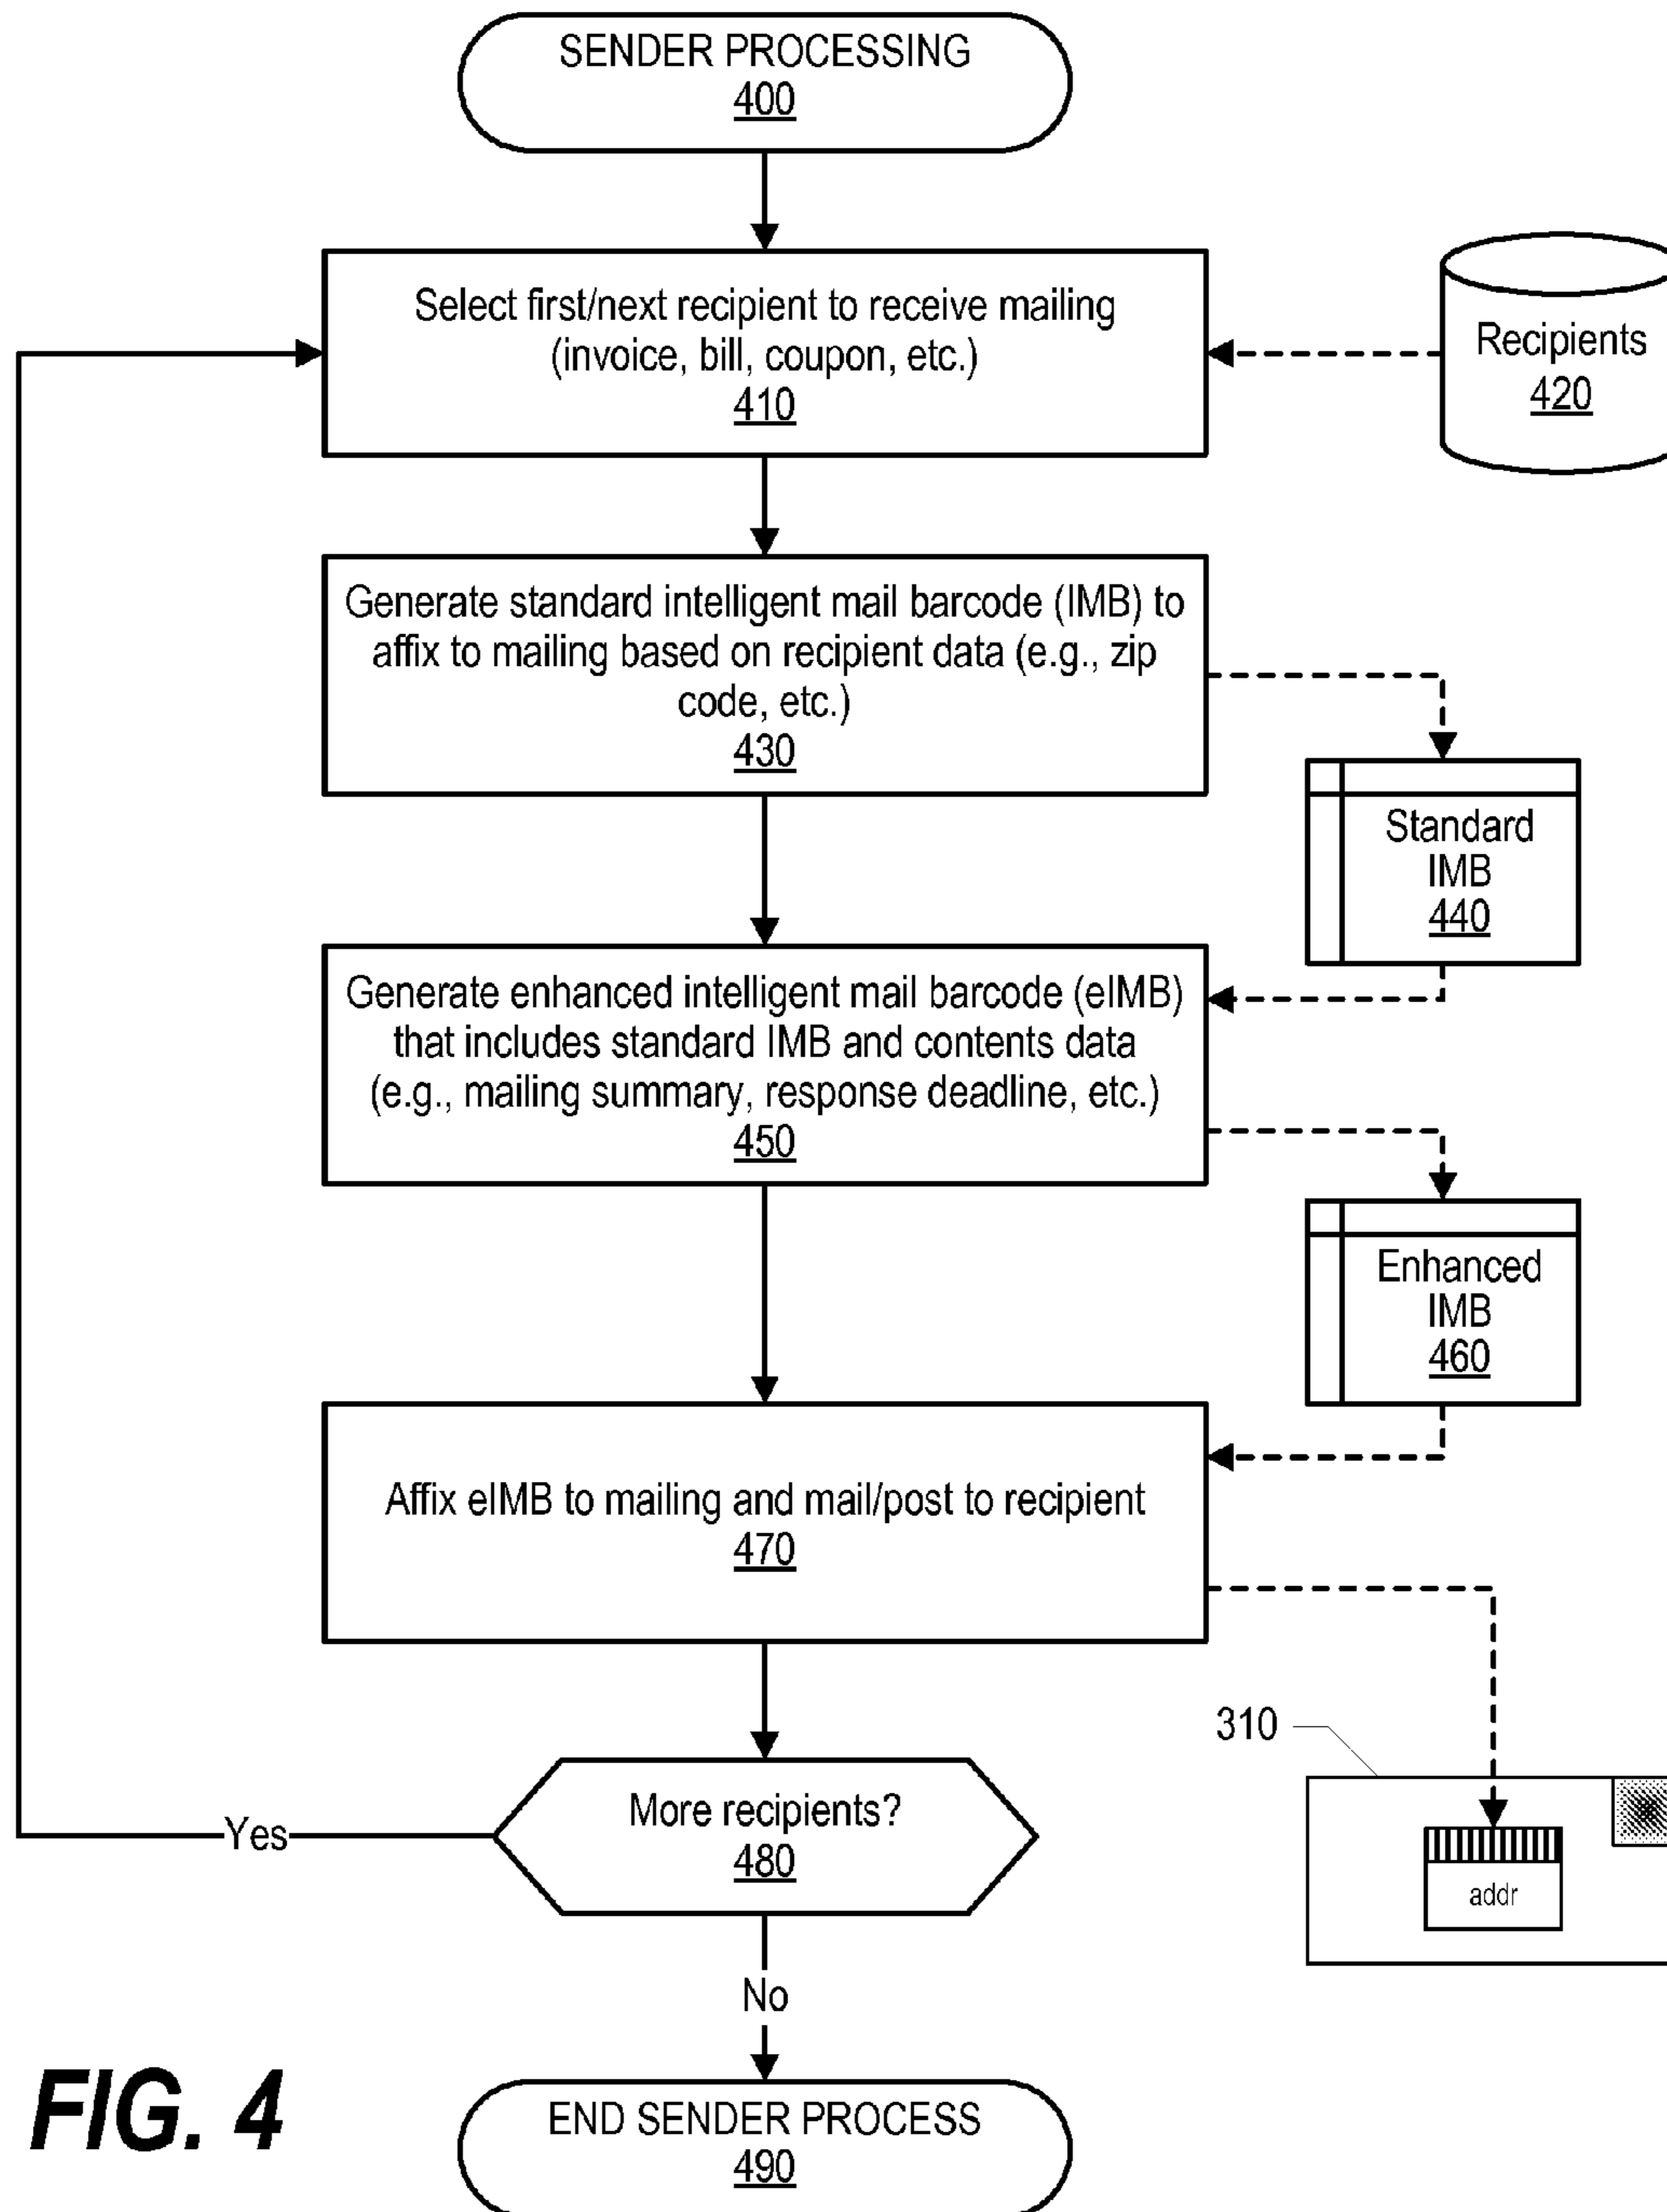 SENDER PROCESSING
400
Select first/next recipient to receive mailing
(invoice, bill, coupon, etc.)
410
Recipients
420
Generate standard intelligent mail barcode (IMB) to
affix to mailing based on recipient data (e.g., zip
code, etc.)
430
Standard
IMB
440
Generate enhanced intelligent mail barcode (eIMB)
that includes standard IMB and contents data
(e.g., mailing summary, response deadline, etc.)
450
Enhanced
IMB
460
Affix eIMB to mailing and mail/post to recipient
470
310
addr
More recipients?
480
Yes
No
END SENDER PROCESS
490
FIG. 4